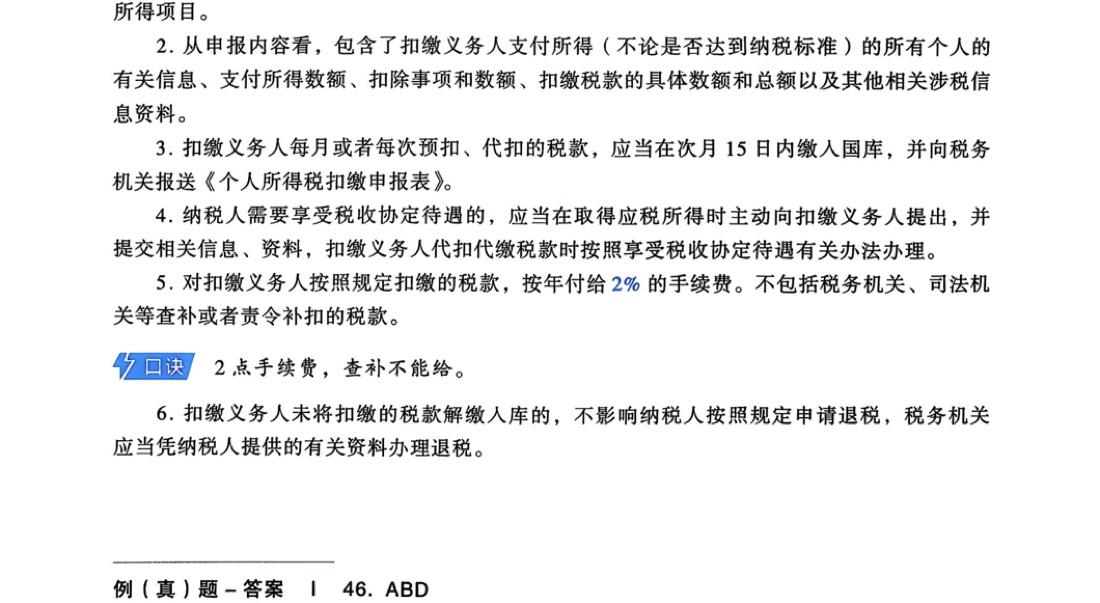 所得项目。
2. 从申报内容看，包含了扣缴义务人支付所得（不论是否达到纳税标准）的所有个人的
有关信息、支付所得数额、扣除事项和数额、扣缴税款的具体数额和总额以及其他相关涉税信
息资料。
3. 扣缴义务人每月或者每次预扣、代扣的税款，应当在次月 15 日内缴入国库，并向税务
机关报送《个人所得税扣缴申报表》。
4. 纳税人需要享受税收协定待遇的，应当在取得应税所得时主动向扣缴义务人提出，并
提交相关信息、资料，扣缴义务人代扣代缴税款时按照享受税收协定待遇有关办法办理。
5. 对扣缴义务人按照规定扣缴的税款，按年付给 2% 的手续费。不包括税务机关、司法机
关等查补或者责令补扣的税款。
口诀 2 点手续费，查补不能给。
6. 扣缴义务人未将扣缴的税款解缴入库的，不影响纳税人按照规定申请退税，税务机关
应当凭纳税人提供的有关资料办理退税。
例（真）题－答案 | 46. ABD